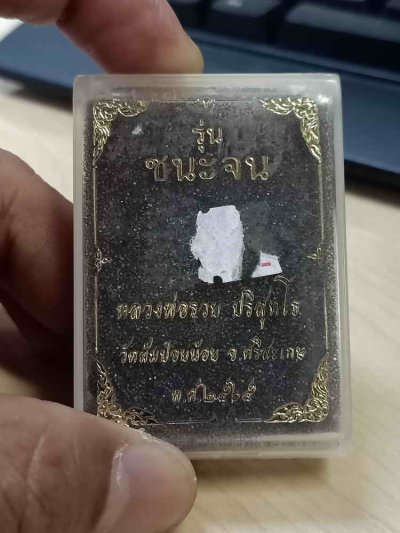 รุ่น
ชนะจน
หลวงพ่อรวย ปริสุทโธ
วัดส้มป่อยน้อย จ.ศรีสะเกษ